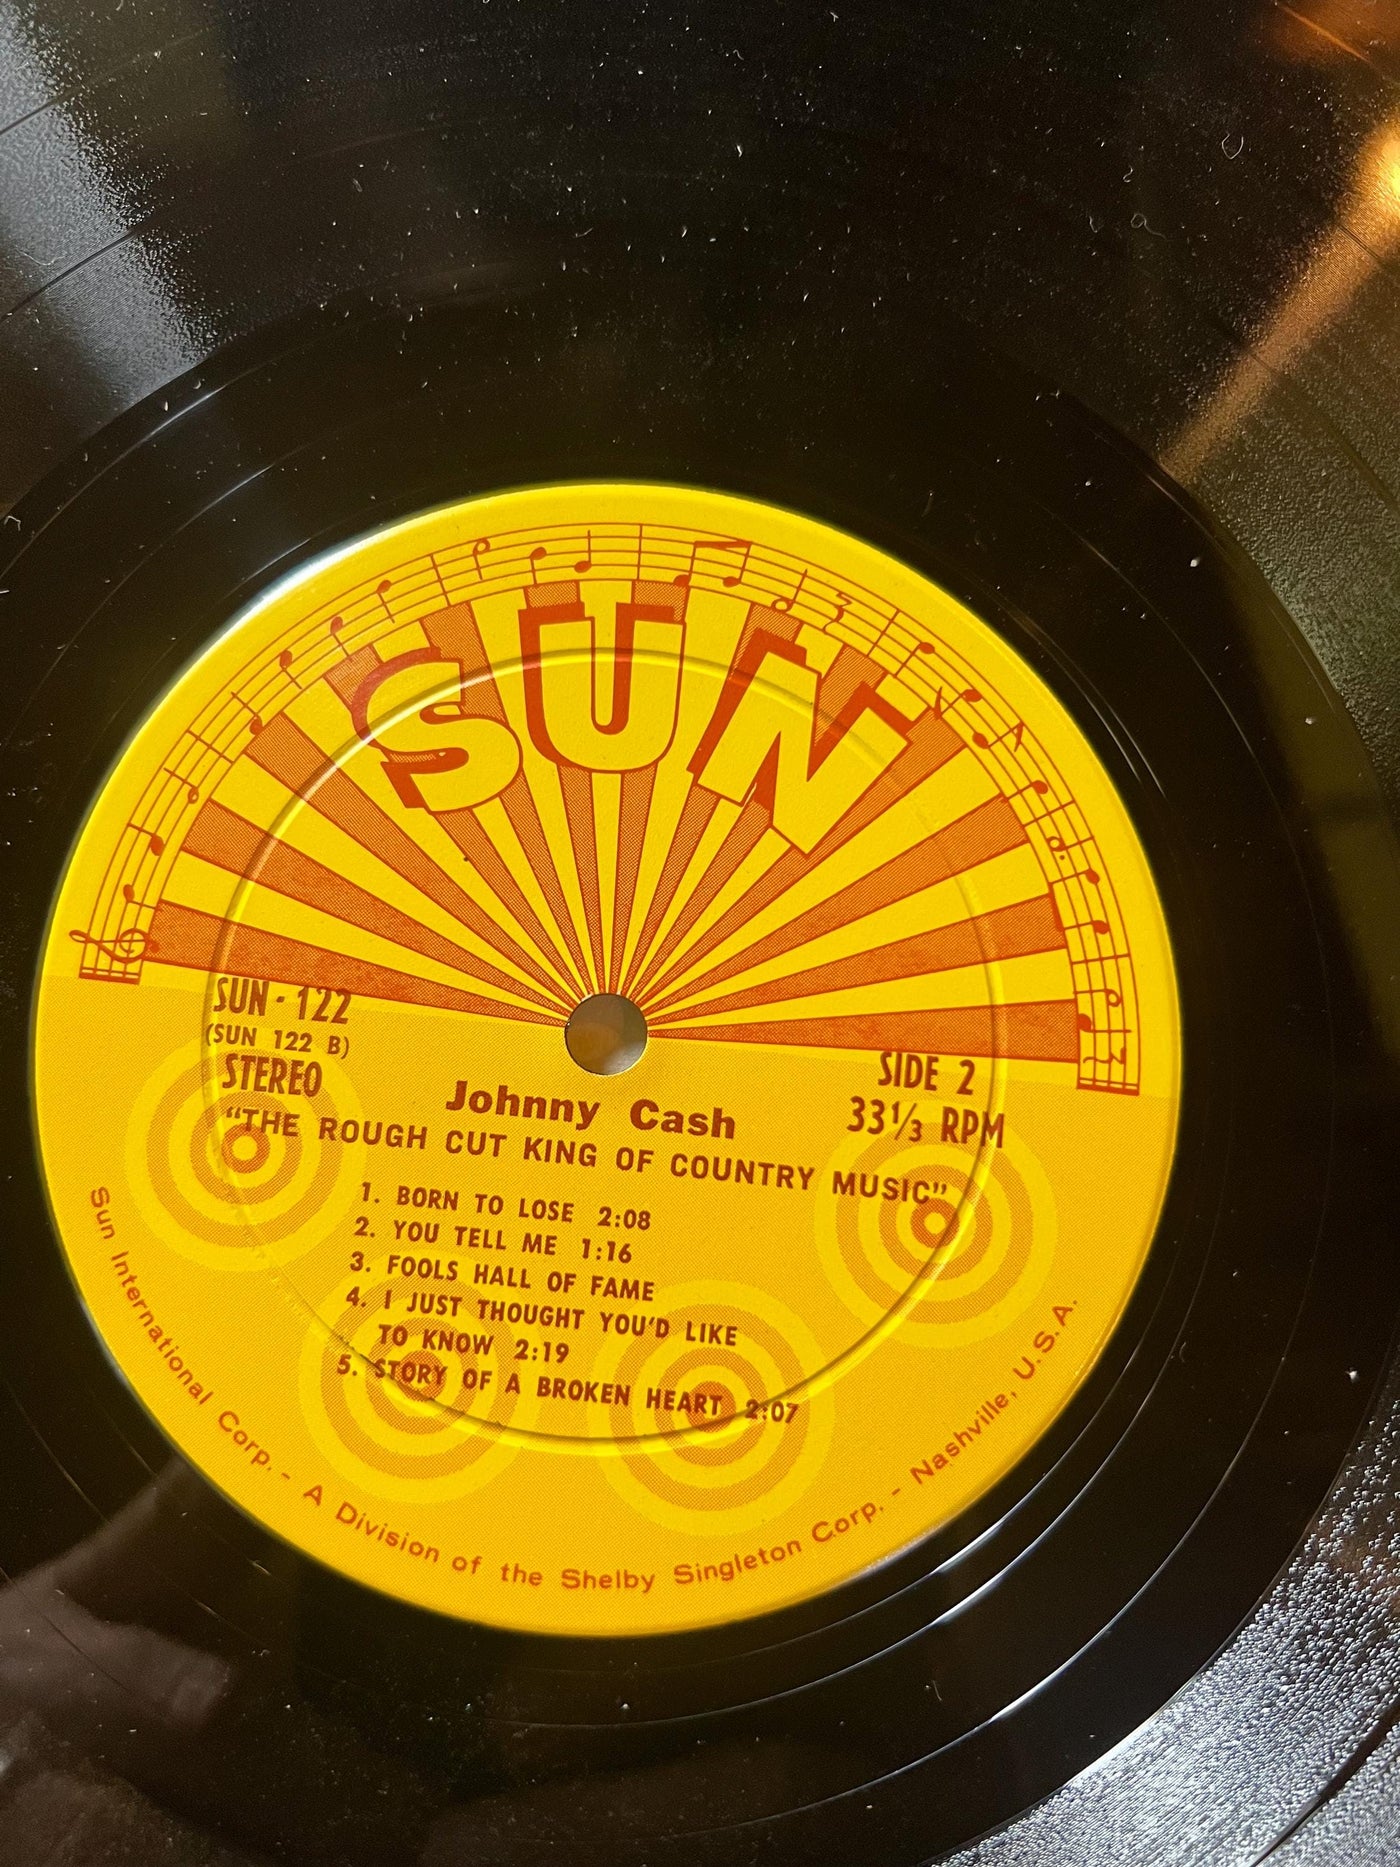 SUN
SUN - 122
(SUN 122 B)
STEREO
SIDE 2
33⅓ RPM
Johnny Cash
"THE ROUGH CUT KING OF COUNTRY MUSIC"
1. BORN TO LOSE 2:08
2. YOU TELL ME 1:16
3. FOOLS HALL OF FAME
4. I JUST THOUGHT YOU'D LIKE
TO KNOW 2:19
5. STORY OF A BROKEN HEART 2:07
Sun International Corp. - A Division of the Shelby Singleton Corp. - Nashville, U.S.A.